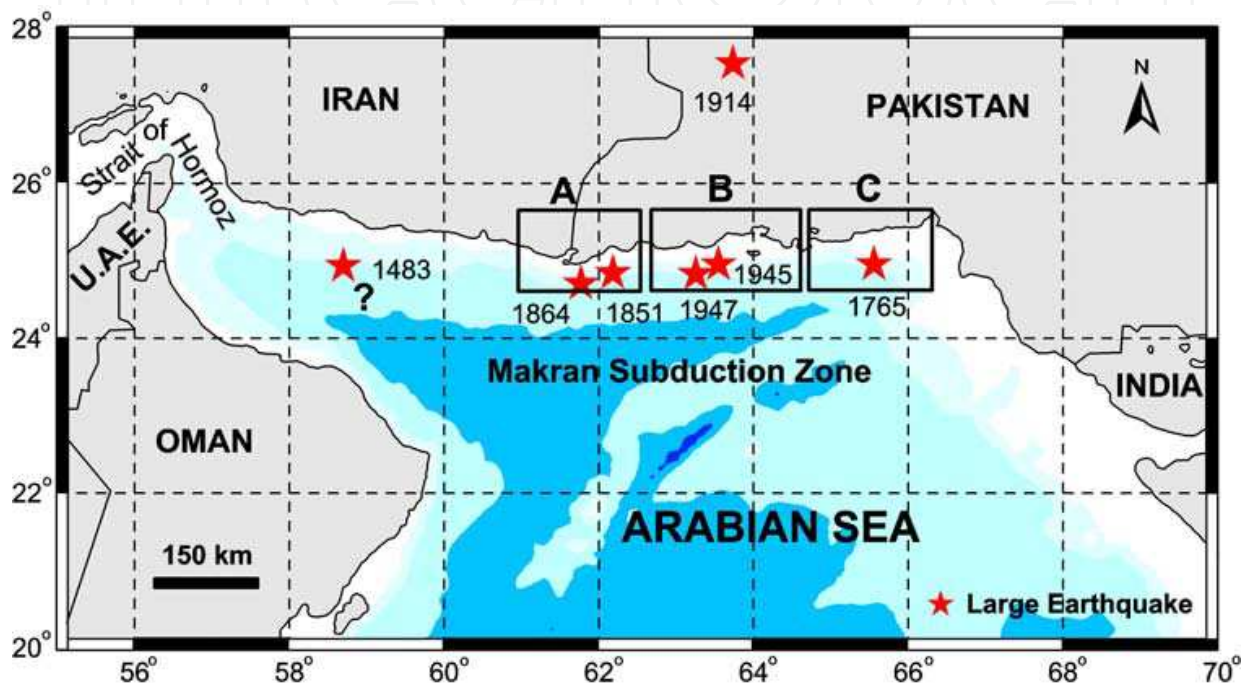 28°
IRAN
1914
PAKISTAN
N
Strait of
Hormoz
26°
A
B
C
U.A.E.
1483
?
1864
1851
1947
1945
1765
24°
Makran Subduction Zone
INDIA
OMAN
22°
ARABIAN SEA
150 km
Large Earthquake
20°
56°
58°
60°
62°
64°
66°
68°
70°